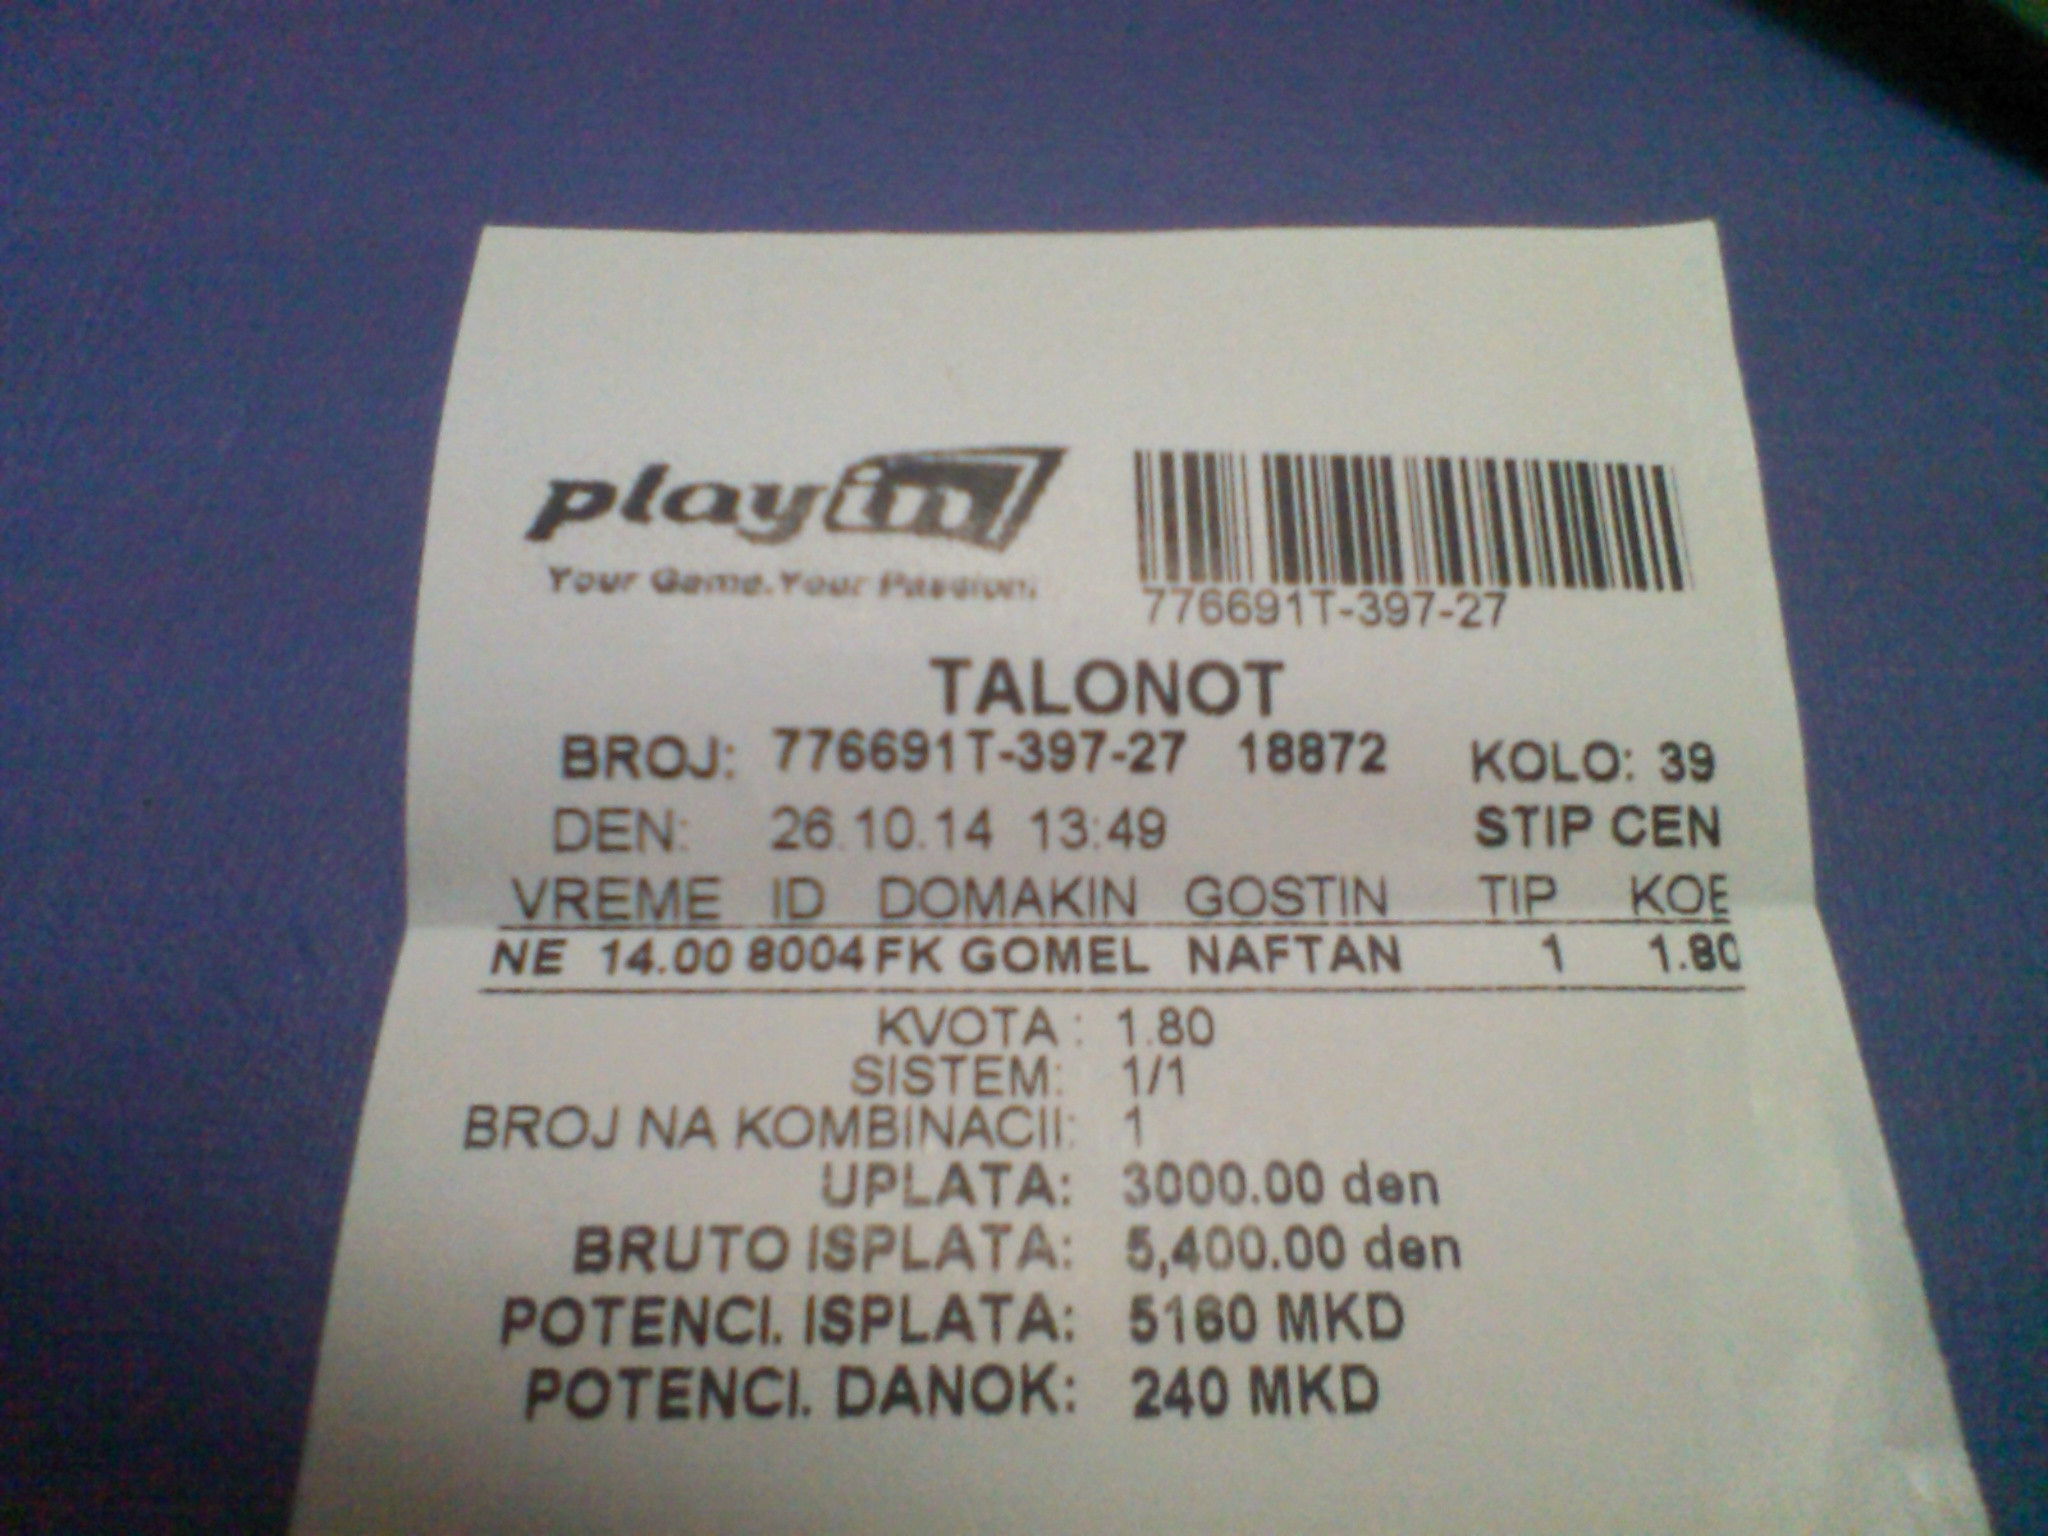 playin
Your Game.Your Passion.
776691T-397-27
TALONOT
BROJ: 776691T-397-27 18872 KOLO: 39
DEN: 26.10.14 13:49 STIP CEN
VREME ID DOMAKIN GOSTIN TIP KOE
NE 14.00 8004 FK GOMEL NAFTAN 1 1.80
KVOTA : 1.80
SISTEM: 1/1
BROJ NA KOMBINACII: 1
UPLATA: 3000.00 den
BRUTO ISPLATA: 5,400.00 den
POTENCI. ISPLATA: 5160 MKD
POTENCI. DANOK: 240 MKD